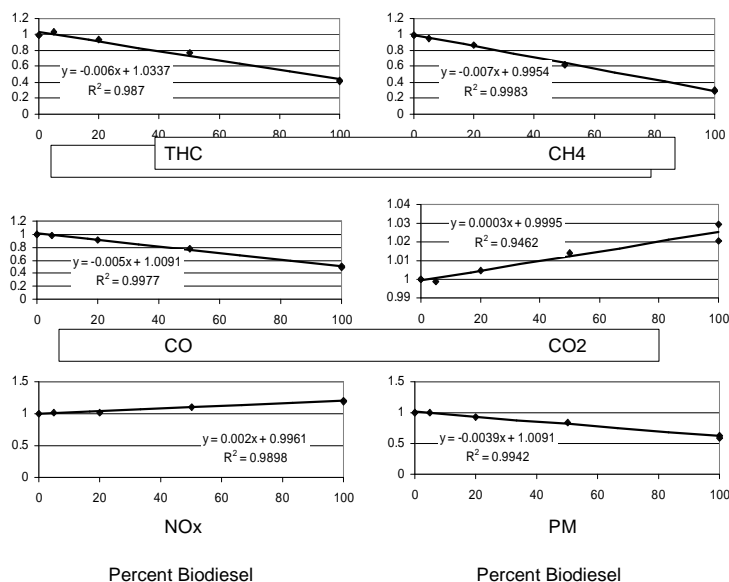 1.2
1
0.8
0.6
0.4
0.2
0
y = -0.006x + 1.0337
R2 = 0.987
0 20 40 60 80 100
THC
1.2
1
0.8
0.6
0.4
0.2
0
y = -0.007x + 0.9954
R2 = 0.9983
0 20 40 60 80 100
CH4
1.2
1
0.8
0.6
0.4
0.2
0
y = -0.005x + 1.0091
R2 = 0.9977
0 20 40 60 80 100
CO
1.04
1.03
1.02
1.01
1
0.99
y = 0.0003x + 0.9995
R2 = 0.9462
0 20 40 60 80 100
CO2
1.5
1
0.5
0
y = 0.002x + 0.9961
R2 = 0.9898
0 20 40 60 80 100
NOx
1.5
1
0.5
0
y = -0.0039x + 1.0091
R2 = 0.9942
0 20 40 60 80 100
PM
Percent Biodiesel
Percent Biodiesel